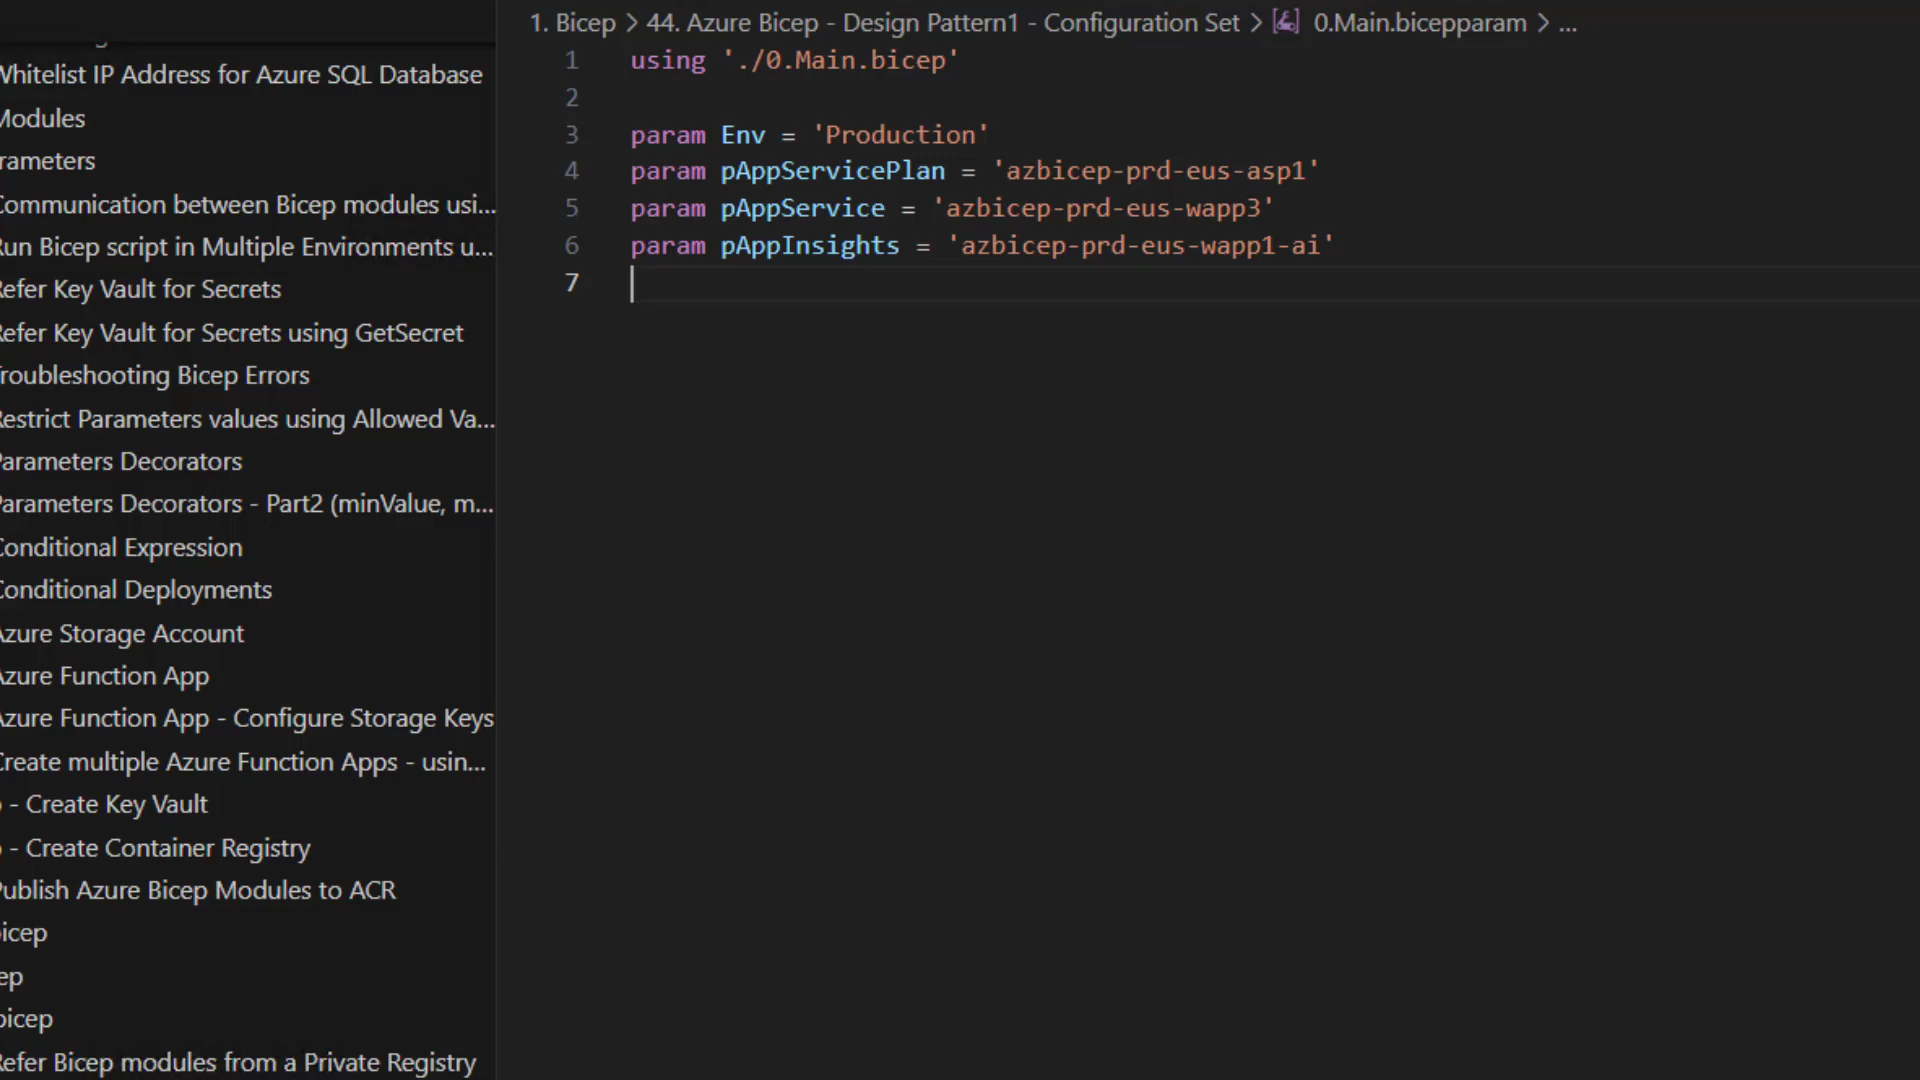 Whitelist IP Address for Azure SQL Database
Modules
rameters
Communication between Bicep modules usi...
Run Bicep script in Multiple Environments u...
Refer Key Vault for Secrets
Refer Key Vault for Secrets using GetSecret
Troubleshooting Bicep Errors
Restrict Parameters values using Allowed Va...
Parameters Decorators
Parameters Decorators - Part2 (minValue, m...
Conditional Expression
Conditional Deployments
Azure Storage Account
Azure Function App
Azure Function App - Configure Storage Keys
Create multiple Azure Function Apps - usin...
- Create Key Vault
- Create Container Registry
Publish Azure Bicep Modules to ACR
icep
ep
bicep
Refer Bicep modules from a Private Registry
1. Bicep > 44. Azure Bicep - Design Pattern1 - Configuration Set > 0.Main.bicepparam > ...
1 using './0.Main.bicep'
2
3 param Env = 'Production'
4 param pAppServicePlan = 'azbicep-prd-eus-asp1'
5 param pAppService = 'azbicep-prd-eus-wapp3'
6 param pAppInsights = 'azbicep-prd-eus-wapp1-ai'
7